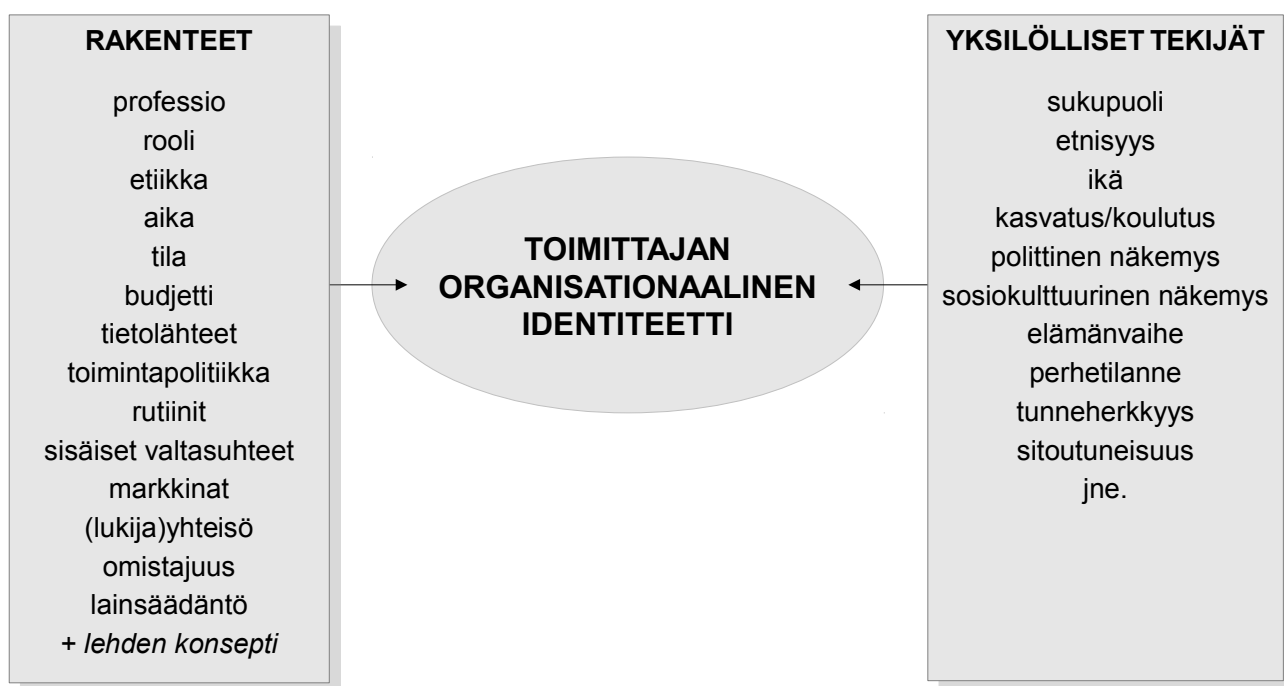 RAKENTEET
professio
rooli
etiikka
aika
tila
budjetti
tietolähteet
toimintapolitiikka
rutiinit
sisäiset valtasuhteet
markkinat
(lukija)yhteisö
omistajuus
lainsäädäntö
+ lehden konsepti
TOIMITTAJAN
ORGANISATIONAALINEN
IDENTITEETTI
YKSILÖLLISET TEKIJÄT
sukupuoli
etnisyys
ikä
kasvatus/koulutus
polittinen näkemys
sosiokulttuurinen näkemys
elämänvaihe
perhetilanne
tunneherkkyys
sitoutuneisuus
jne.